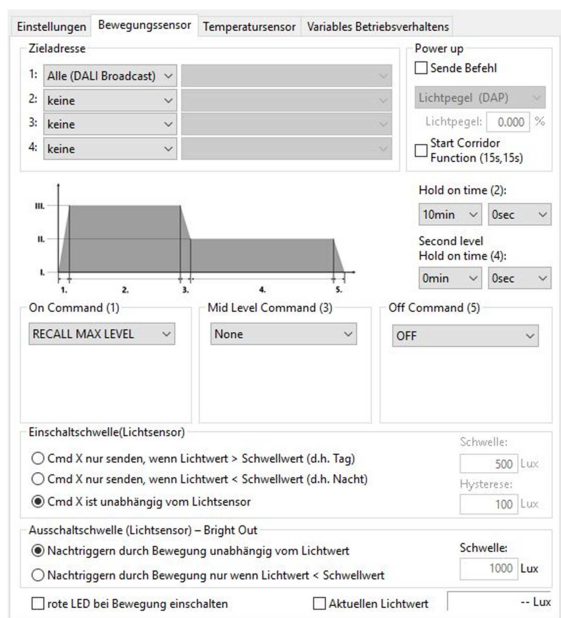 Einstellungen Bewegungssensor Temperatursensor Variables Betriebsverhaltens
Zieladresse
1: Alle (DALI Broadcast)
2: keine
3: keine
4: keine
Power up
Sende Befehl
Lichtpegel (DAP)
Lichtpegel: 0.000 %
Start Corridor
Function (15s,15s)
III.
II.
I.
1. 2. 3. 4. 5.
Hold on time (2):
10min 0sec
Second level
Hold on time (4):
0min 0sec
On Command (1)
RECALL MAX LEVEL
Mid Level Command (3)
None
Off Command (5)
OFF
Einschaltschwelle(Lichtsensor)
Cmd X nur senden, wenn Lichtwert > Schwellwert (d.h. Tag)
Cmd X nur senden, wenn Lichtwert < Schwellwert (d.h. Nacht)
Cmd X ist unabhängig vom Lichtsensor
Schwelle:
500 Lux
Hysterese:
100 Lux
Ausschaltschwelle (Lichtsensor) – Bright Out
Nachtriggern durch Bewegung unabhängig vom Lichtwert
Nachtriggern durch Bewegung nur wenn Lichtwert < Schwellwert
Schwelle:
1000 Lux
rote LED bei Bewegung einschalten
Aktuellen Lichtwert -- Lux